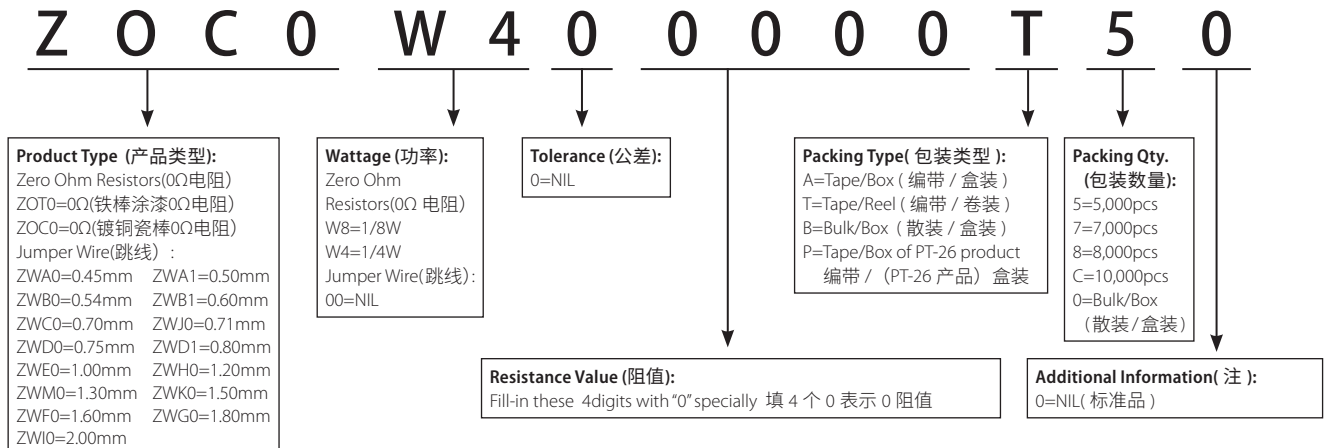 Z O C 0 W 4 0 0 0 0 0 T 5 0
Product Type (产品类型):
Zero Ohm Resistors(0Ω电阻)
ZOT0=0Ω(铁棒涂漆0Ω电阻)
ZOC0=0Ω(镀铜瓷棒0Ω电阻)
Jumper Wire(跳线）:
ZWA0=0.45mm ZWA1=0.50mm
ZWB0=0.54mm ZWB1=0.60mm
ZWC0=0.70mm ZWJ0=0.71mm
ZWD0=0.75mm ZWD1=0.80mm
ZWE0=1.00mm ZWH0=1.20mm
ZWM0=1.30mm ZWK0=1.50mm
ZWF0=1.60mm ZWG0=1.80mm
ZWI0=2.00mm
Wattage (功率):
Zero Ohm
Resistors(0Ω 电阻)
W8=1/8W
W4=1/4W
Jumper Wire(跳线):
00=NIL
Tolerance (公差):
0=NIL
Resistance Value (阻值):
Fill-in these 4digits with "0" specially 填 4 个 0 表示 0 阻值
Packing Type( 包装类型 ):
A=Tape/Box ( 编带 / 盒装 )
T=Tape/Reel ( 编带 / 卷装 )
B=Bulk/Box ( 散装 / 盒装 )
P=Tape/Box of PT-26 product
编带 /（PT-26 产品）盒装
Packing Qty.
(包装数量):
5=5,000pcs
7=7,000pcs
8=8,000pcs
C=10,000pcs
0=Bulk/Box
（散装 / 盒装）
Additional Information( 注 ):
0=NIL( 标准品 )